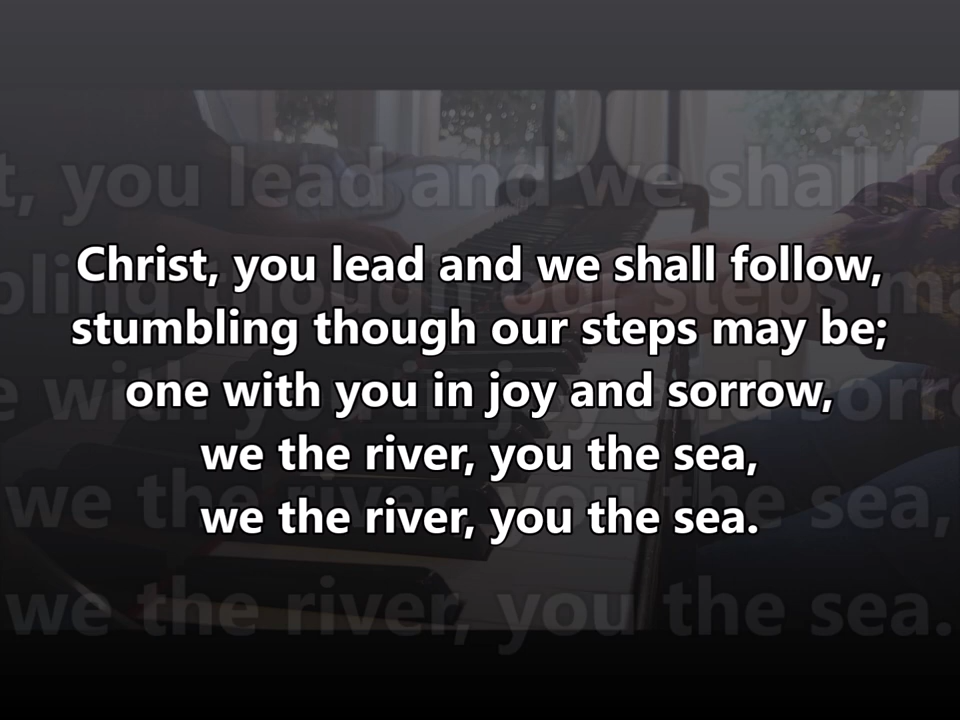 Christ, you lead and we shall follow,
stumbling though our steps may be;
one with you in joy and sorrow,
we the river, you the sea,
we the river, you the sea.